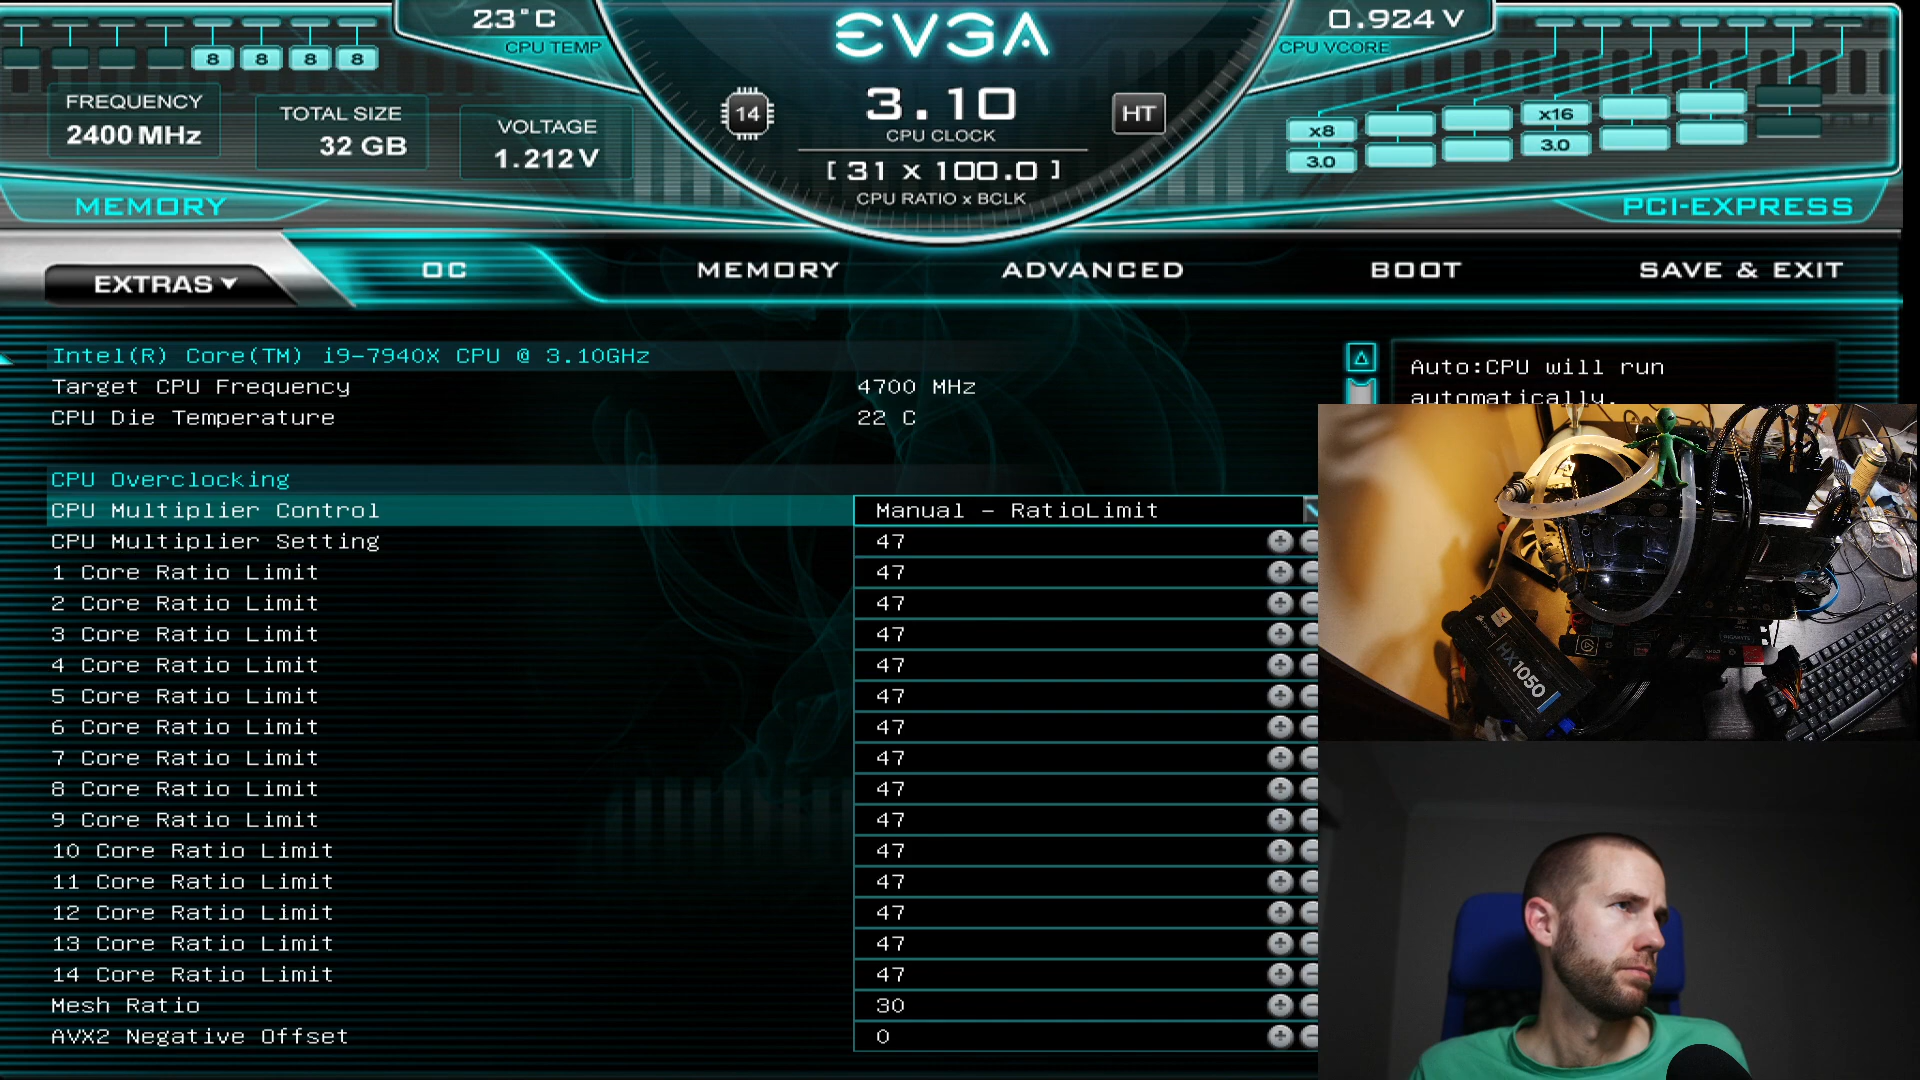 23°C
CPU TEMP
EVGA
0.924 V
CPU VCORE
8 8 8 8
FREQUENCY
2400 MHz
TOTAL SIZE
32 GB
VOLTAGE
1.212 V
14
3.10
CPU CLOCK
HT
[ 31 x 100.0 ]
CPU RATIO x BCLK
x8
3.0
x16
3.0
MEMORY
PCI-EXPRESS
EXTRAS
OC
MEMORY
ADVANCED
BOOT
SAVE & EXIT
Intel(R) Core(TM) i9-7940X CPU @ 3.10GHz
Target CPU Frequency 4700 MHz
CPU Die Temperature 22 C
Auto:CPU will run
automatically.
CPU Overclocking
CPU Multiplier Control Manual - RatioLimit
CPU Multiplier Setting 47
1 Core Ratio Limit 47
2 Core Ratio Limit 47
3 Core Ratio Limit 47
4 Core Ratio Limit 47
5 Core Ratio Limit 47
6 Core Ratio Limit 47
7 Core Ratio Limit 47
8 Core Ratio Limit 47
9 Core Ratio Limit 47
10 Core Ratio Limit 47
11 Core Ratio Limit 47
12 Core Ratio Limit 47
13 Core Ratio Limit 47
14 Core Ratio Limit 47
Mesh Ratio 30
AVX2 Negative Offset 0
HX1050